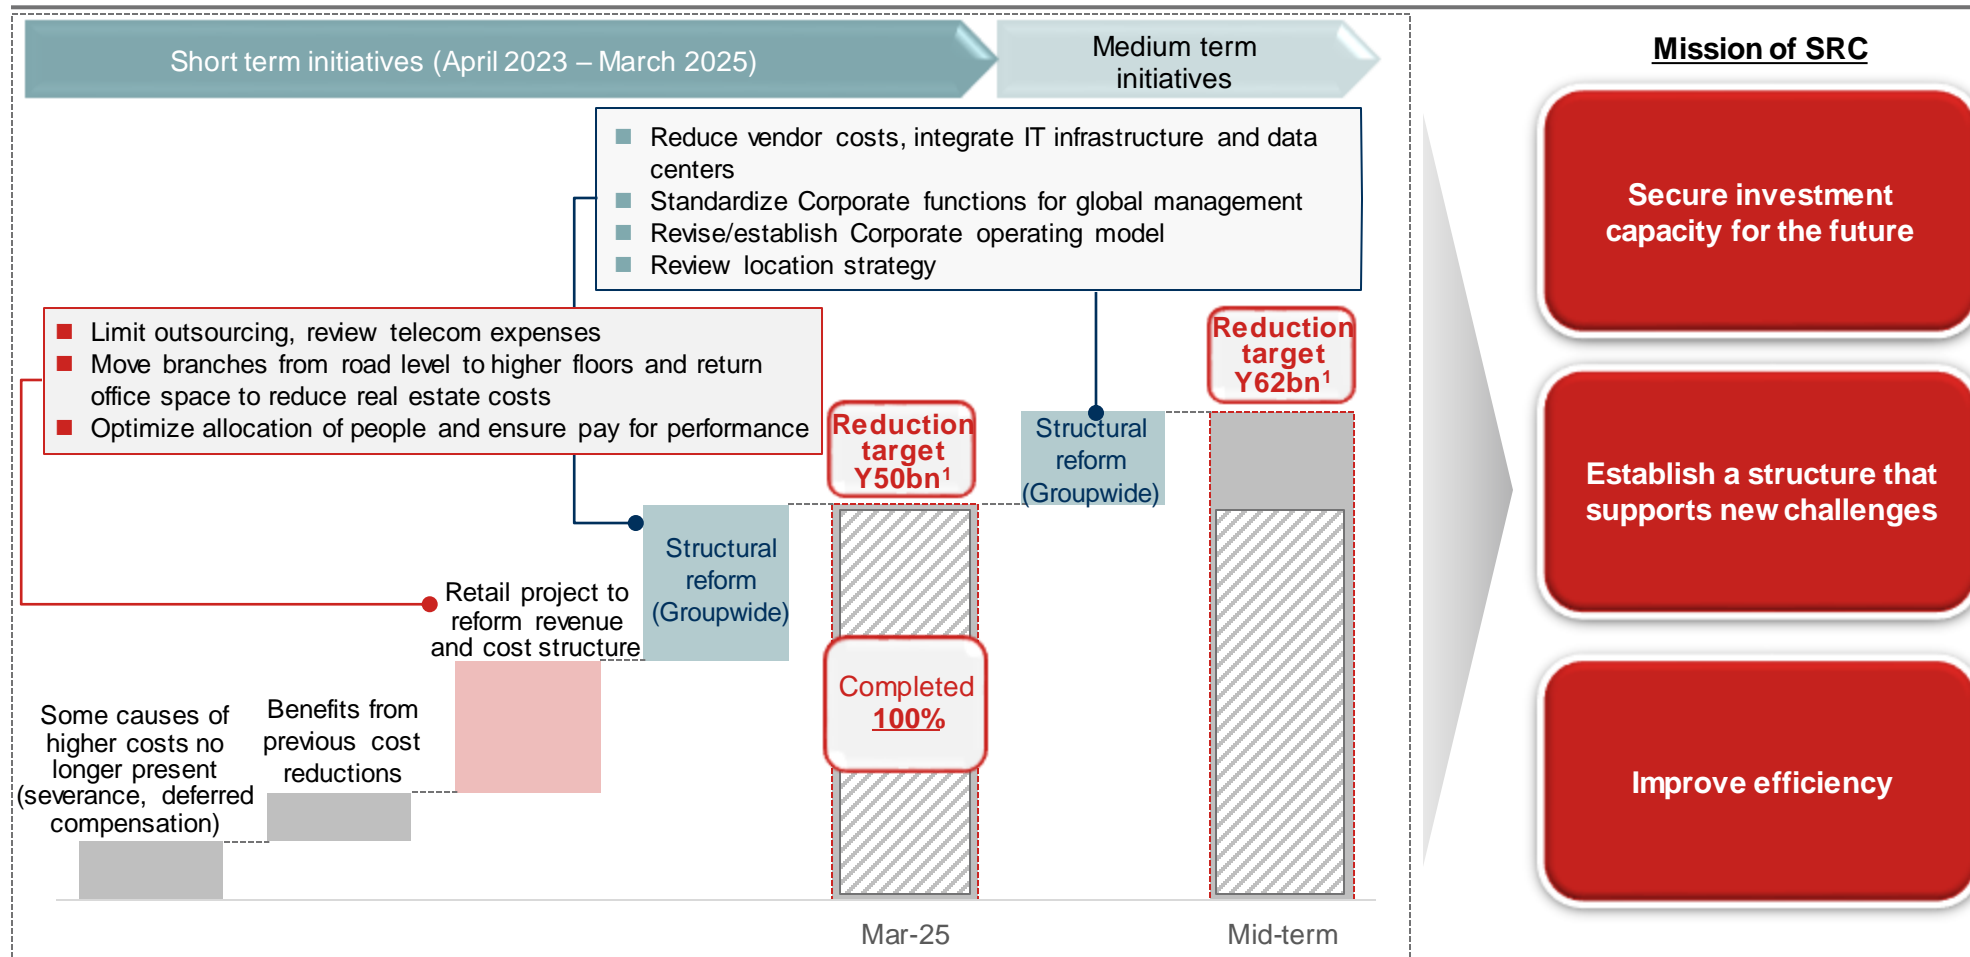 Short term initiatives (April 2023 – March 2025)
Medium term
initiatives
Mission of SRC
Reduce vendor costs, integrate IT infrastructure and data
centers
Standardize Corporate functions for global management
Revise/establish Corporate operating model
Review location strategy
Limit outsourcing, review telecom expenses
Move branches from road level to higher floors and return
office space to reduce real estate costs
Optimize allocation of people and ensure pay for performance
Reduction
target
Y62bn¹
Reduction
target
Y50bn¹
Structural
reform
(Groupwide)
Structural
reform
(Groupwide)
Retail project to
reform revenue
and cost structure
Completed
100%
Benefits from
previous cost
reductions
Some causes of
higher costs no
longer present
(severance, deferred
compensation)
Mar-25
Mid-term
Secure investment
capacity for the future
Establish a structure that
supports new challenges
Improve efficiency